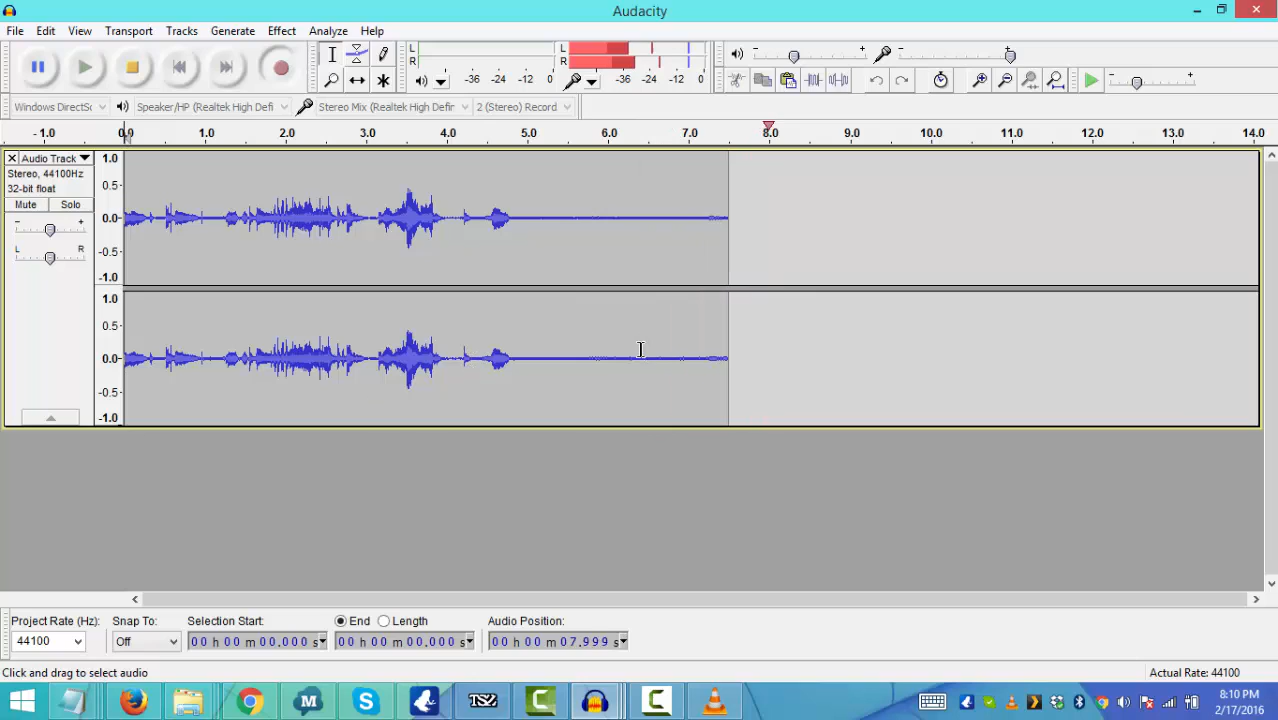 Audacity
File Edit View Transport Tracks Generate Effect Analyze Help
L
R
-36 -24 -12 0
L
R
-36 -24 -12 0
Windows DirectSo Speaker/HP (Realtek High Defi Stereo Mix (Realtek High Defir 2 (Stereo) Record
- 1.0 0.0 1.0 2.0 3.0 4.0 5.0 6.0 7.0 8.0 9.0 10.0 11.0 12.0 13.0 14.0
Audio Track
Stereo, 44100Hz
32-bit float
Mute Solo
- +
L R
1.0
0.5-
0.0-
-0.5-
-1.0
1.0
0.5-
0.0-
-0.5-
-1.0
Project Rate (Hz): Snap To: Selection Start: End Length Audio Position:
44100 Off 00 h 00 m 00.000 s 00 h 00 m 00.000 s 00 h 00 m 07.999 s
Click and drag to select audio Actual Rate: 44100
TSZ
8:10 PM
2/17/2016